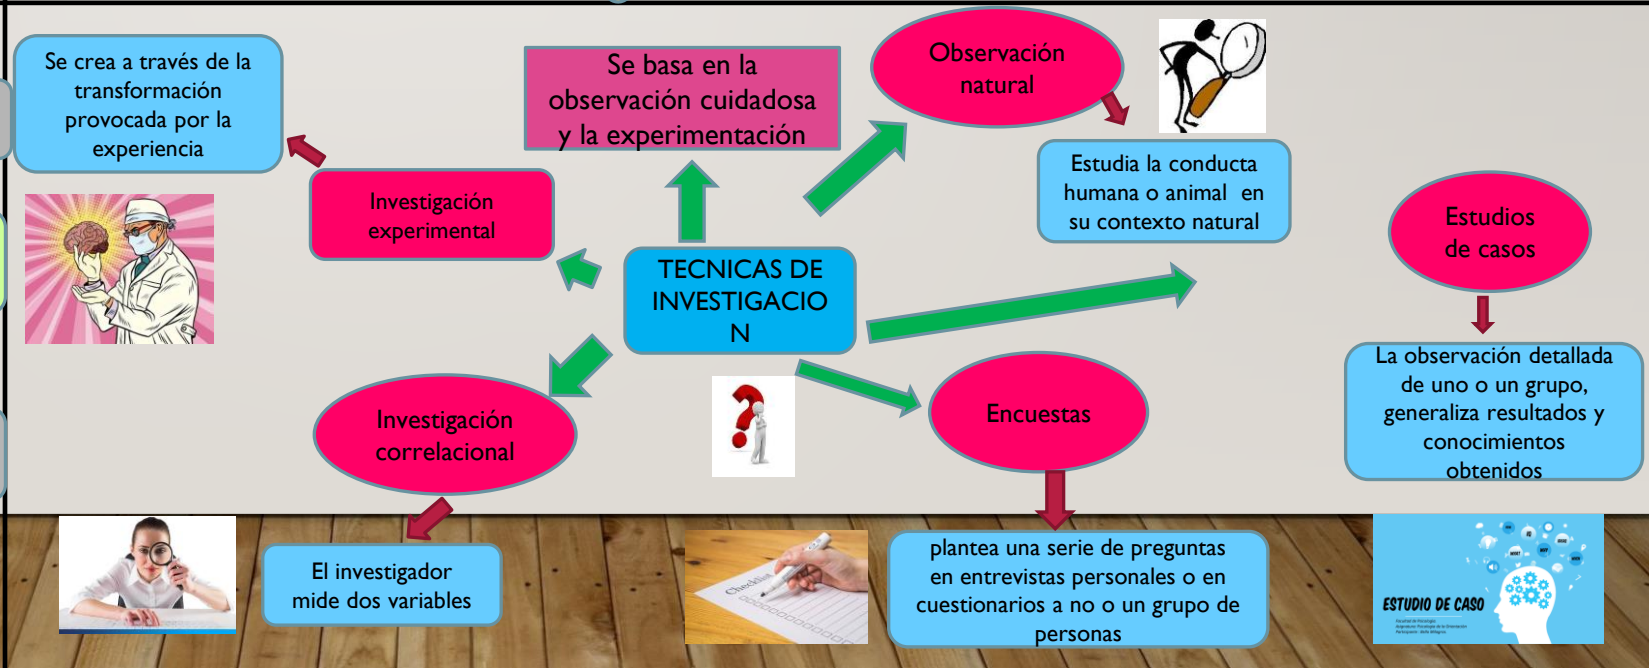 Se crea a través de la
transformación
provocada por la
experiencia
Se basa en la
observación cuidadosa
y la experimentación
Observación
natural
Investigación
experimental
Estudia la conducta
humana o animal en
su contexto natural
Estudios
de casos
TECNICAS DE
INVESTIGACIO
N
La observación detallada
de uno o un grupo,
generaliza resultados y
conocimientos
obtenidos
Investigación
correlacional
Encuestas
El investigador
mide dos variables
Checklist
plantea una serie de preguntas
en entrevistas personales o en
cuestionarios a no o un grupo de
personas
ESTUDIO DE CASO